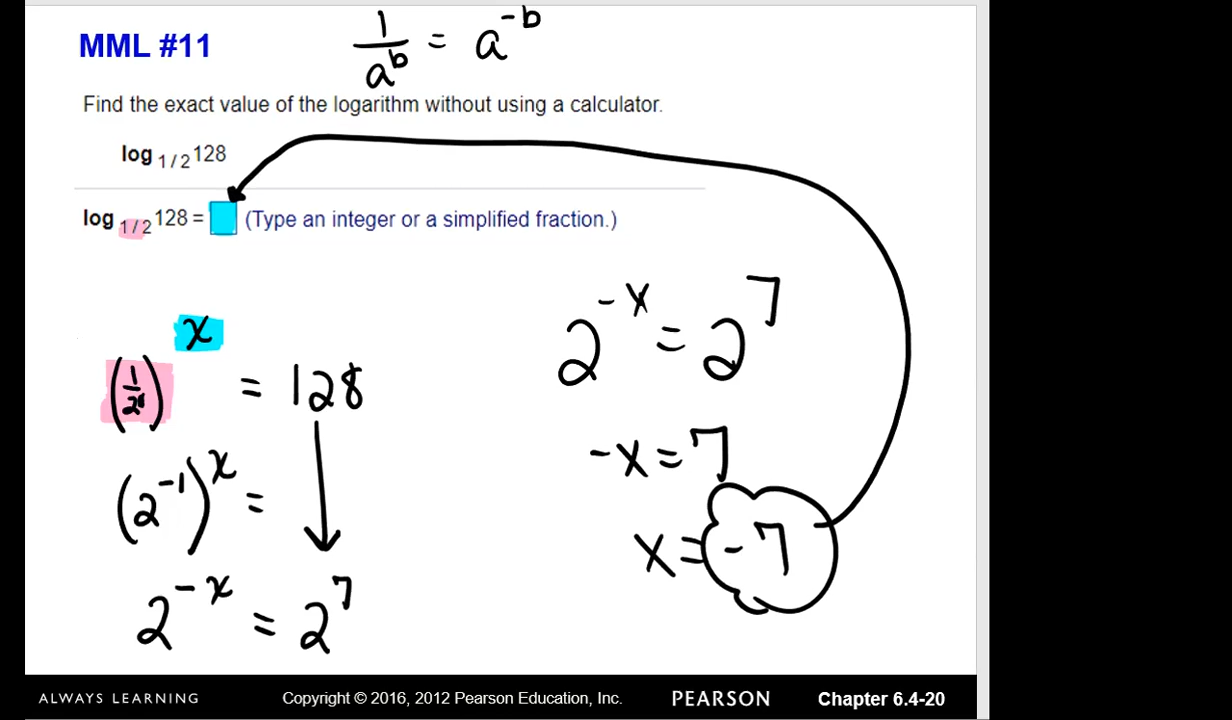 MML #11
1/a^b = a^-b
Find the exact value of the logarithm without using a calculator.
log 1/2 128
log 1/2 128 = (Type an integer or a simplified fraction.)
(1/2^1)^x = 128
(2^-1)^x =
2^-x = 2^7
2^-x = 2^7
-x = 7
x = -7
ALWAYS LEARNING
Copyright © 2016, 2012 Pearson Education, Inc.
PEARSON
Chapter 6.4-20